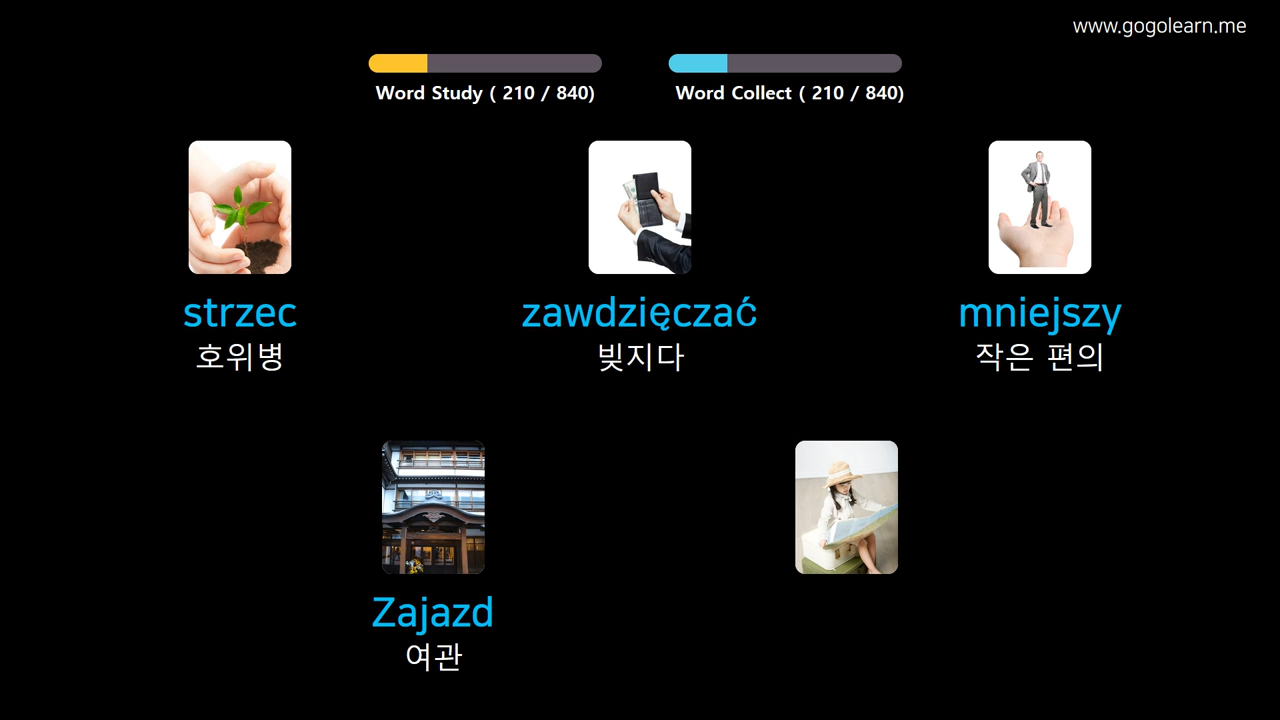 www.gogolearn.me
Word Study ( 210 / 840)
Word Collect ( 210 / 840)
strzec
호위병
zawdzięczać
빚지다
mniejszy
작은 편의
Zajazd
여관